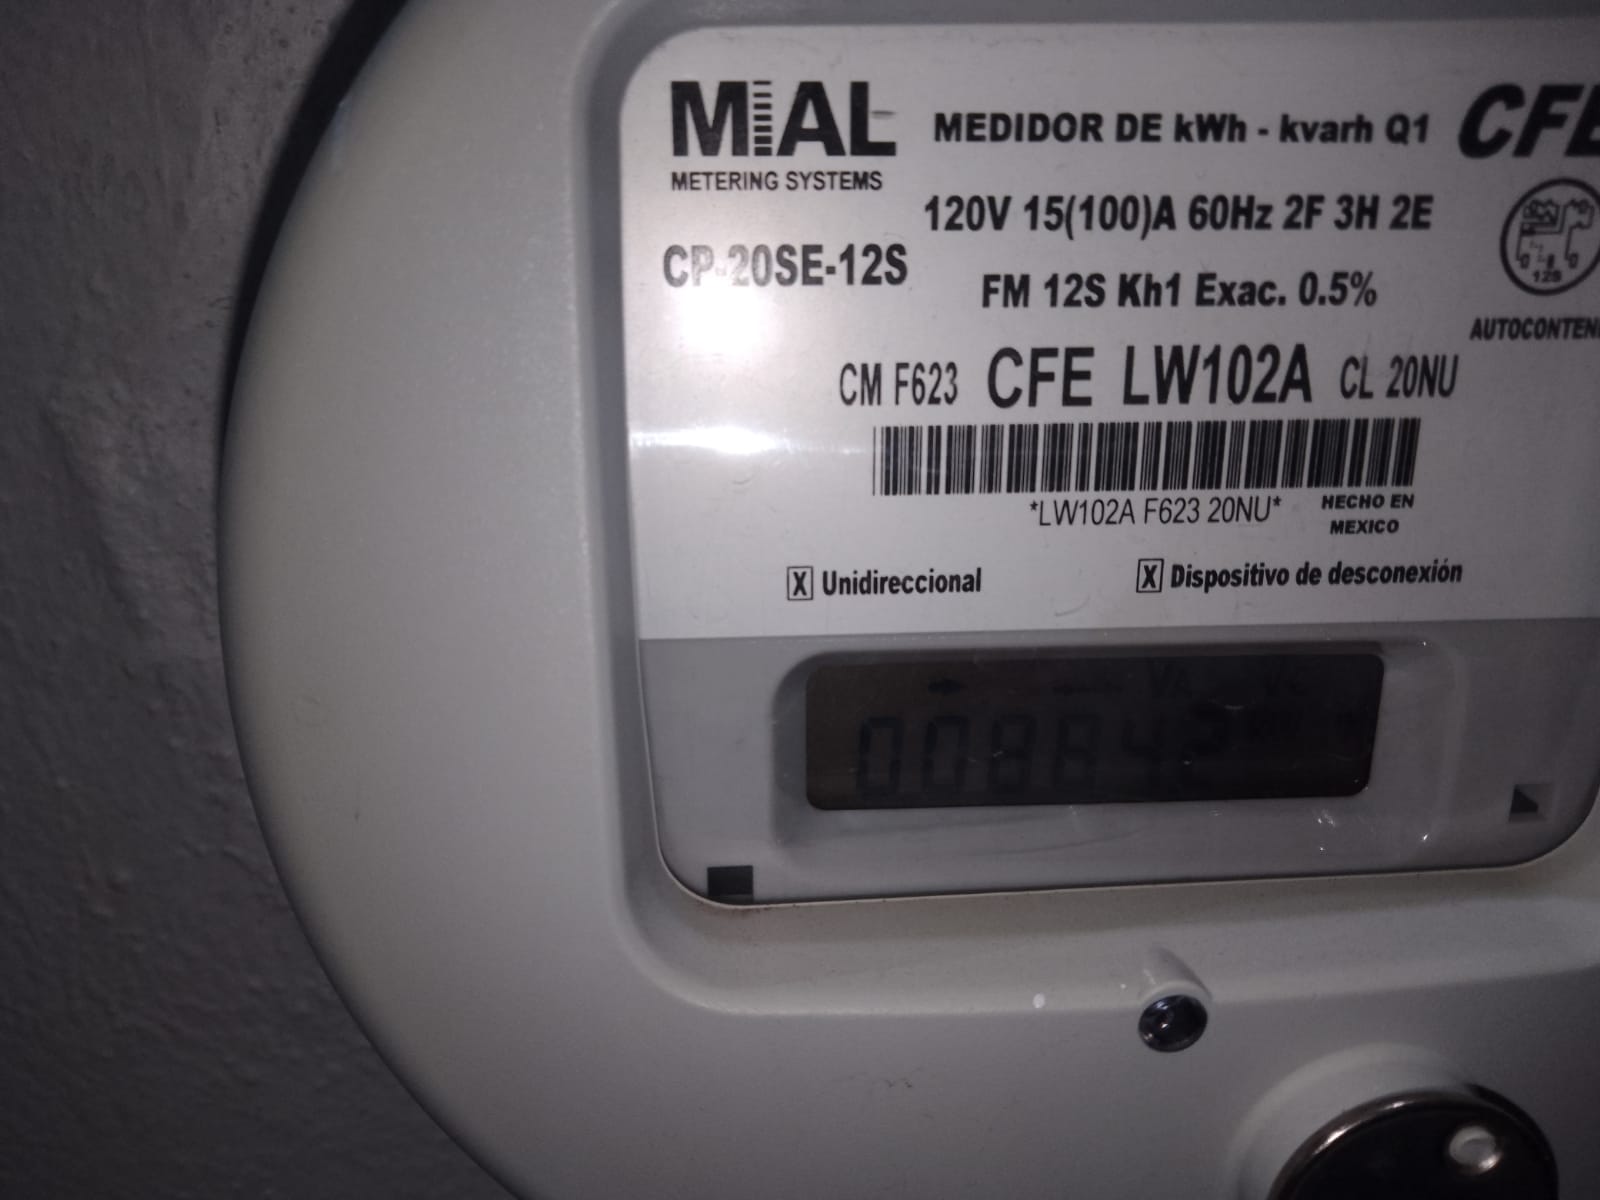 MIAL
METERING SYSTEMS
MEDIDOR DE kWh - kvarh Q1
CFE
120V 15(100)A 60Hz 2F 3H 2E
CP-20SE-12S
FM 12S Kh1 Exac. 0.5%
12S
CM F623 CFE LW102A CL 20NU
*LW102A F623 20NU*
HECHO EN
MEXICO
X Unidireccional
X Dispositivo de desconexión